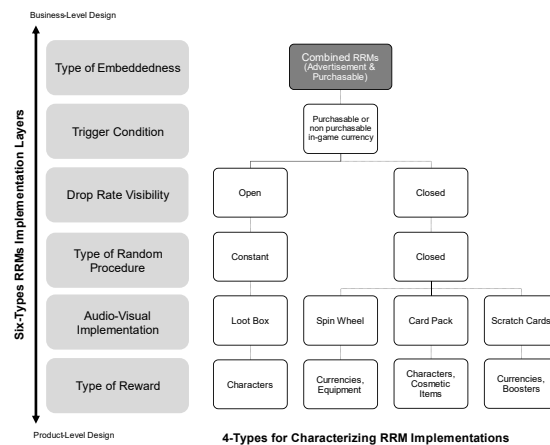 Business-Level Design
Six-Types RRMs Implementation Layers
Type of Embeddedness
Combined RRMs
(Advertisement &
Purchasable)
Trigger Condition
Purchasable or
non purchasable
in-game currency
Drop Rate Visibility
Open
Closed
Type of Random
Procedure
Constant
Closed
Audio-Visual
Implementation
Loot Box
Spin Wheel
Card Pack
Scratch Cards
Type of Reward
Characters
Currencies,
Equipment
Characters,
Cosmetic
Items
Currencies,
Boosters
Product-Level Design
4-Types for Characterizing RRM Implementations